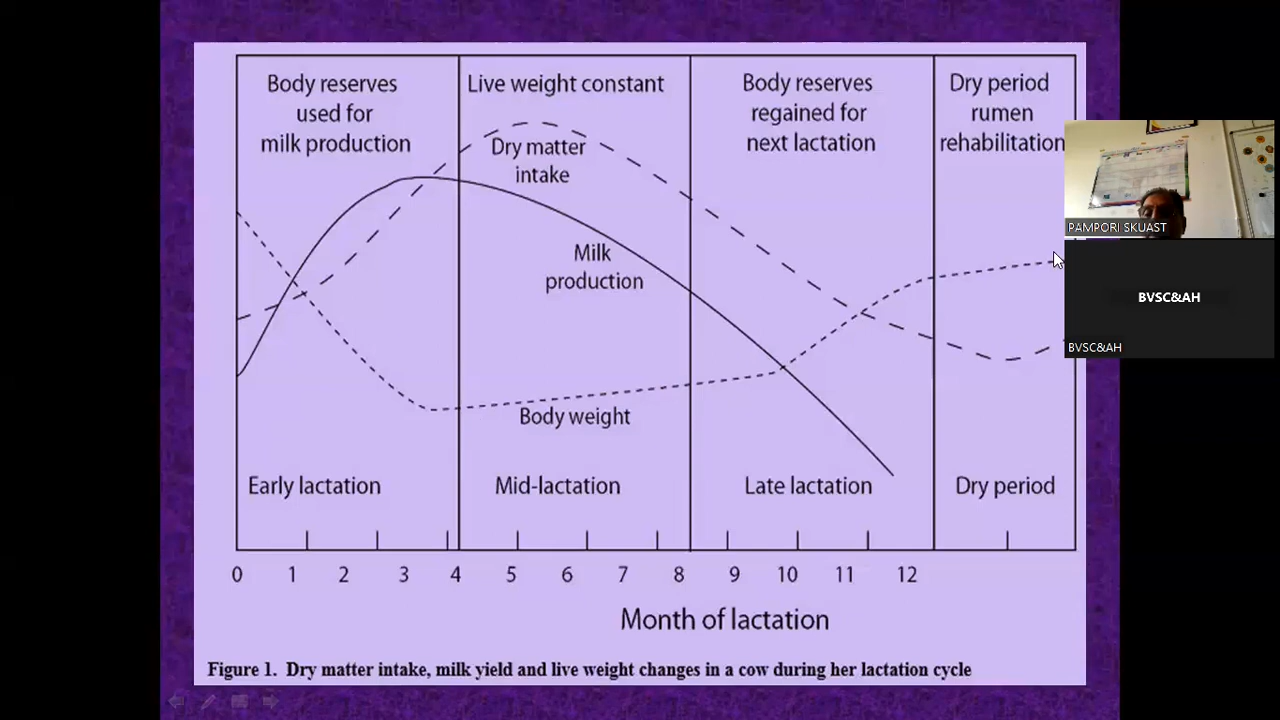 Body reserves
used for
milk production
Live weight constant
Body reserves
regained for
next lactation
Dry period
rumen
rehabilitation
Dry matter
intake
Milk
production
Body weight
Early lactation
Mid-lactation
Late lactation
Dry period
0 1 2 3 4 5 6 7 8 9 10 11 12
Month of lactation
Figure 1. Dry matter intake, milk yield and live weight changes in a cow during her lactation cycle
PAMPORI SKUAST
BVSC&AH
BVSC&AH